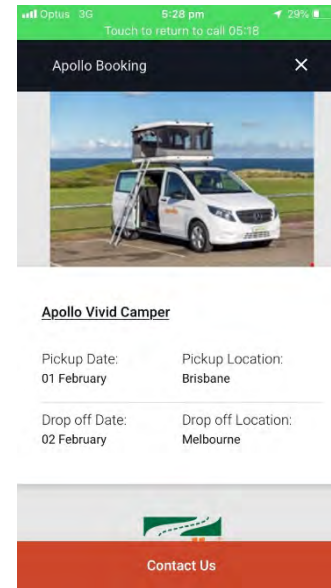 Optus 3G 5:28 pm 29%
Touch to return to call 05:18
Apollo Booking
Apollo Vivid Camper
Pickup Date: Pickup Location:
01 February Brisbane
Drop off Date: Drop off Location:
02 February Melbourne
Contact Us